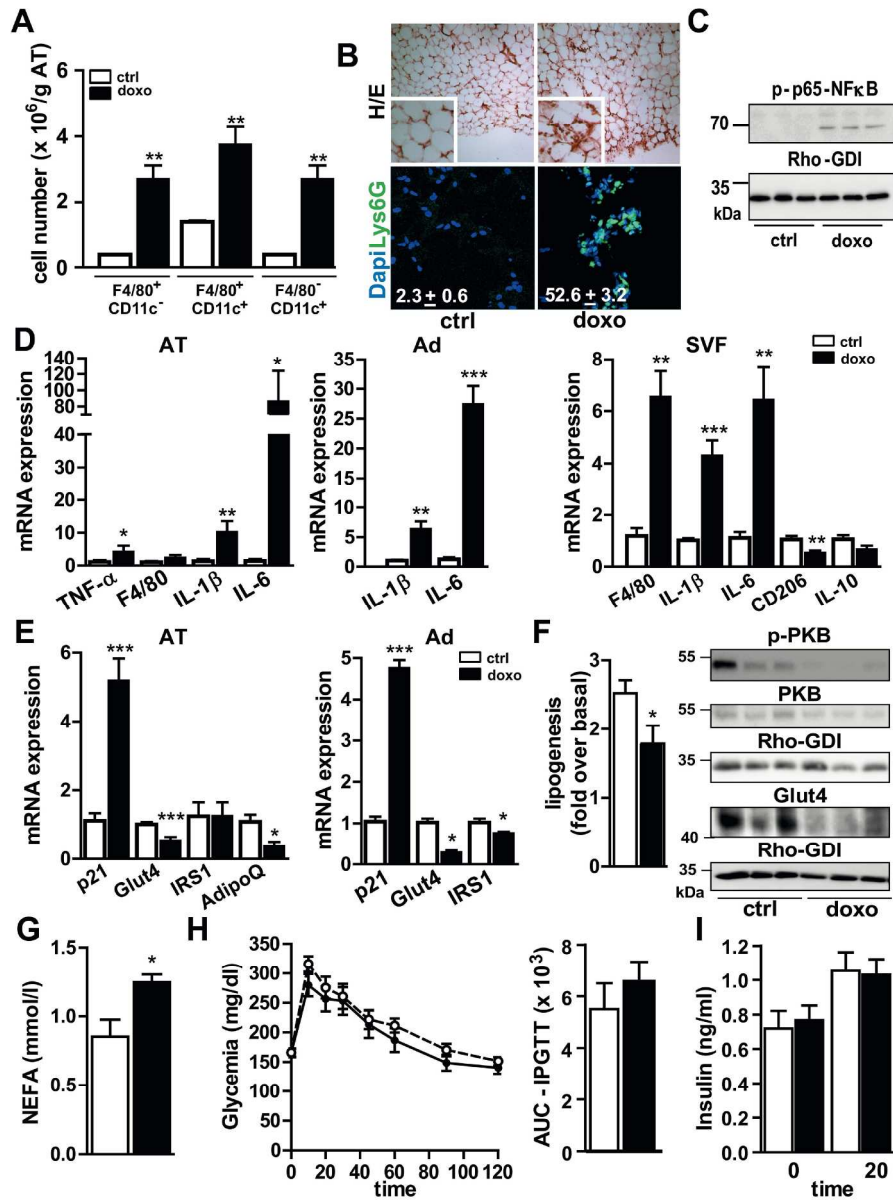 A
ctrl
doxo
cell number (x 10⁶/g AT)
6
4
2
0
**
**
**
F4/80⁺
CD11c⁻
F4/80⁺
CD11c⁺
F4/80⁻
CD11c⁺
B
H/E
Dapi Lys6G
2.3 ± 0.6
52.6 ± 3.2
ctrl
doxo
C
p-p65-NFκB
70
Rho-GDI
35
kDa
ctrl
doxo
D
AT
mRNA expression
140
120
100
80
40
30
20
10
0
*
**
*
TNF-α
F4/80
IL-1β
IL-6
Ad
mRNA expression
35
30
25
20
15
10
5
0
**
***
IL-1β
IL-6
SVF
ctrl
doxo
mRNA expression
8
6
4
2
0
**
***
**
**
F4/80
IL-1β
IL-6
CD206
IL-10
E
AT
mRNA expression
6
4
2
0
***
***
*
p21
Glut4
IRS1
AdipoQ
Ad
ctrl
doxo
mRNA expression
5
4
3
2
1
0
***
*
*
p21
Glut4
IRS1
F
lipogenesis
(fold over basal)
3
2
1
0
*
p-PKB
55
PKB
55
Rho-GDI
35
Glut4
40
Rho-GDI
35
kDa
ctrl
doxo
G
NEFA (mmol/l)
1.5
1.0
0.5
0.0
*
H
Glycemia (mg/dl)
350
300
250
200
150
100
50
0
0 20 40 60 80 100 120
time
AUC - IPGTT (x 10³)
8
6
4
2
0
I
Insulin (ng/ml)
1.2
1.0
0.8
0.6
0.4
0.2
0.0
0 20
time